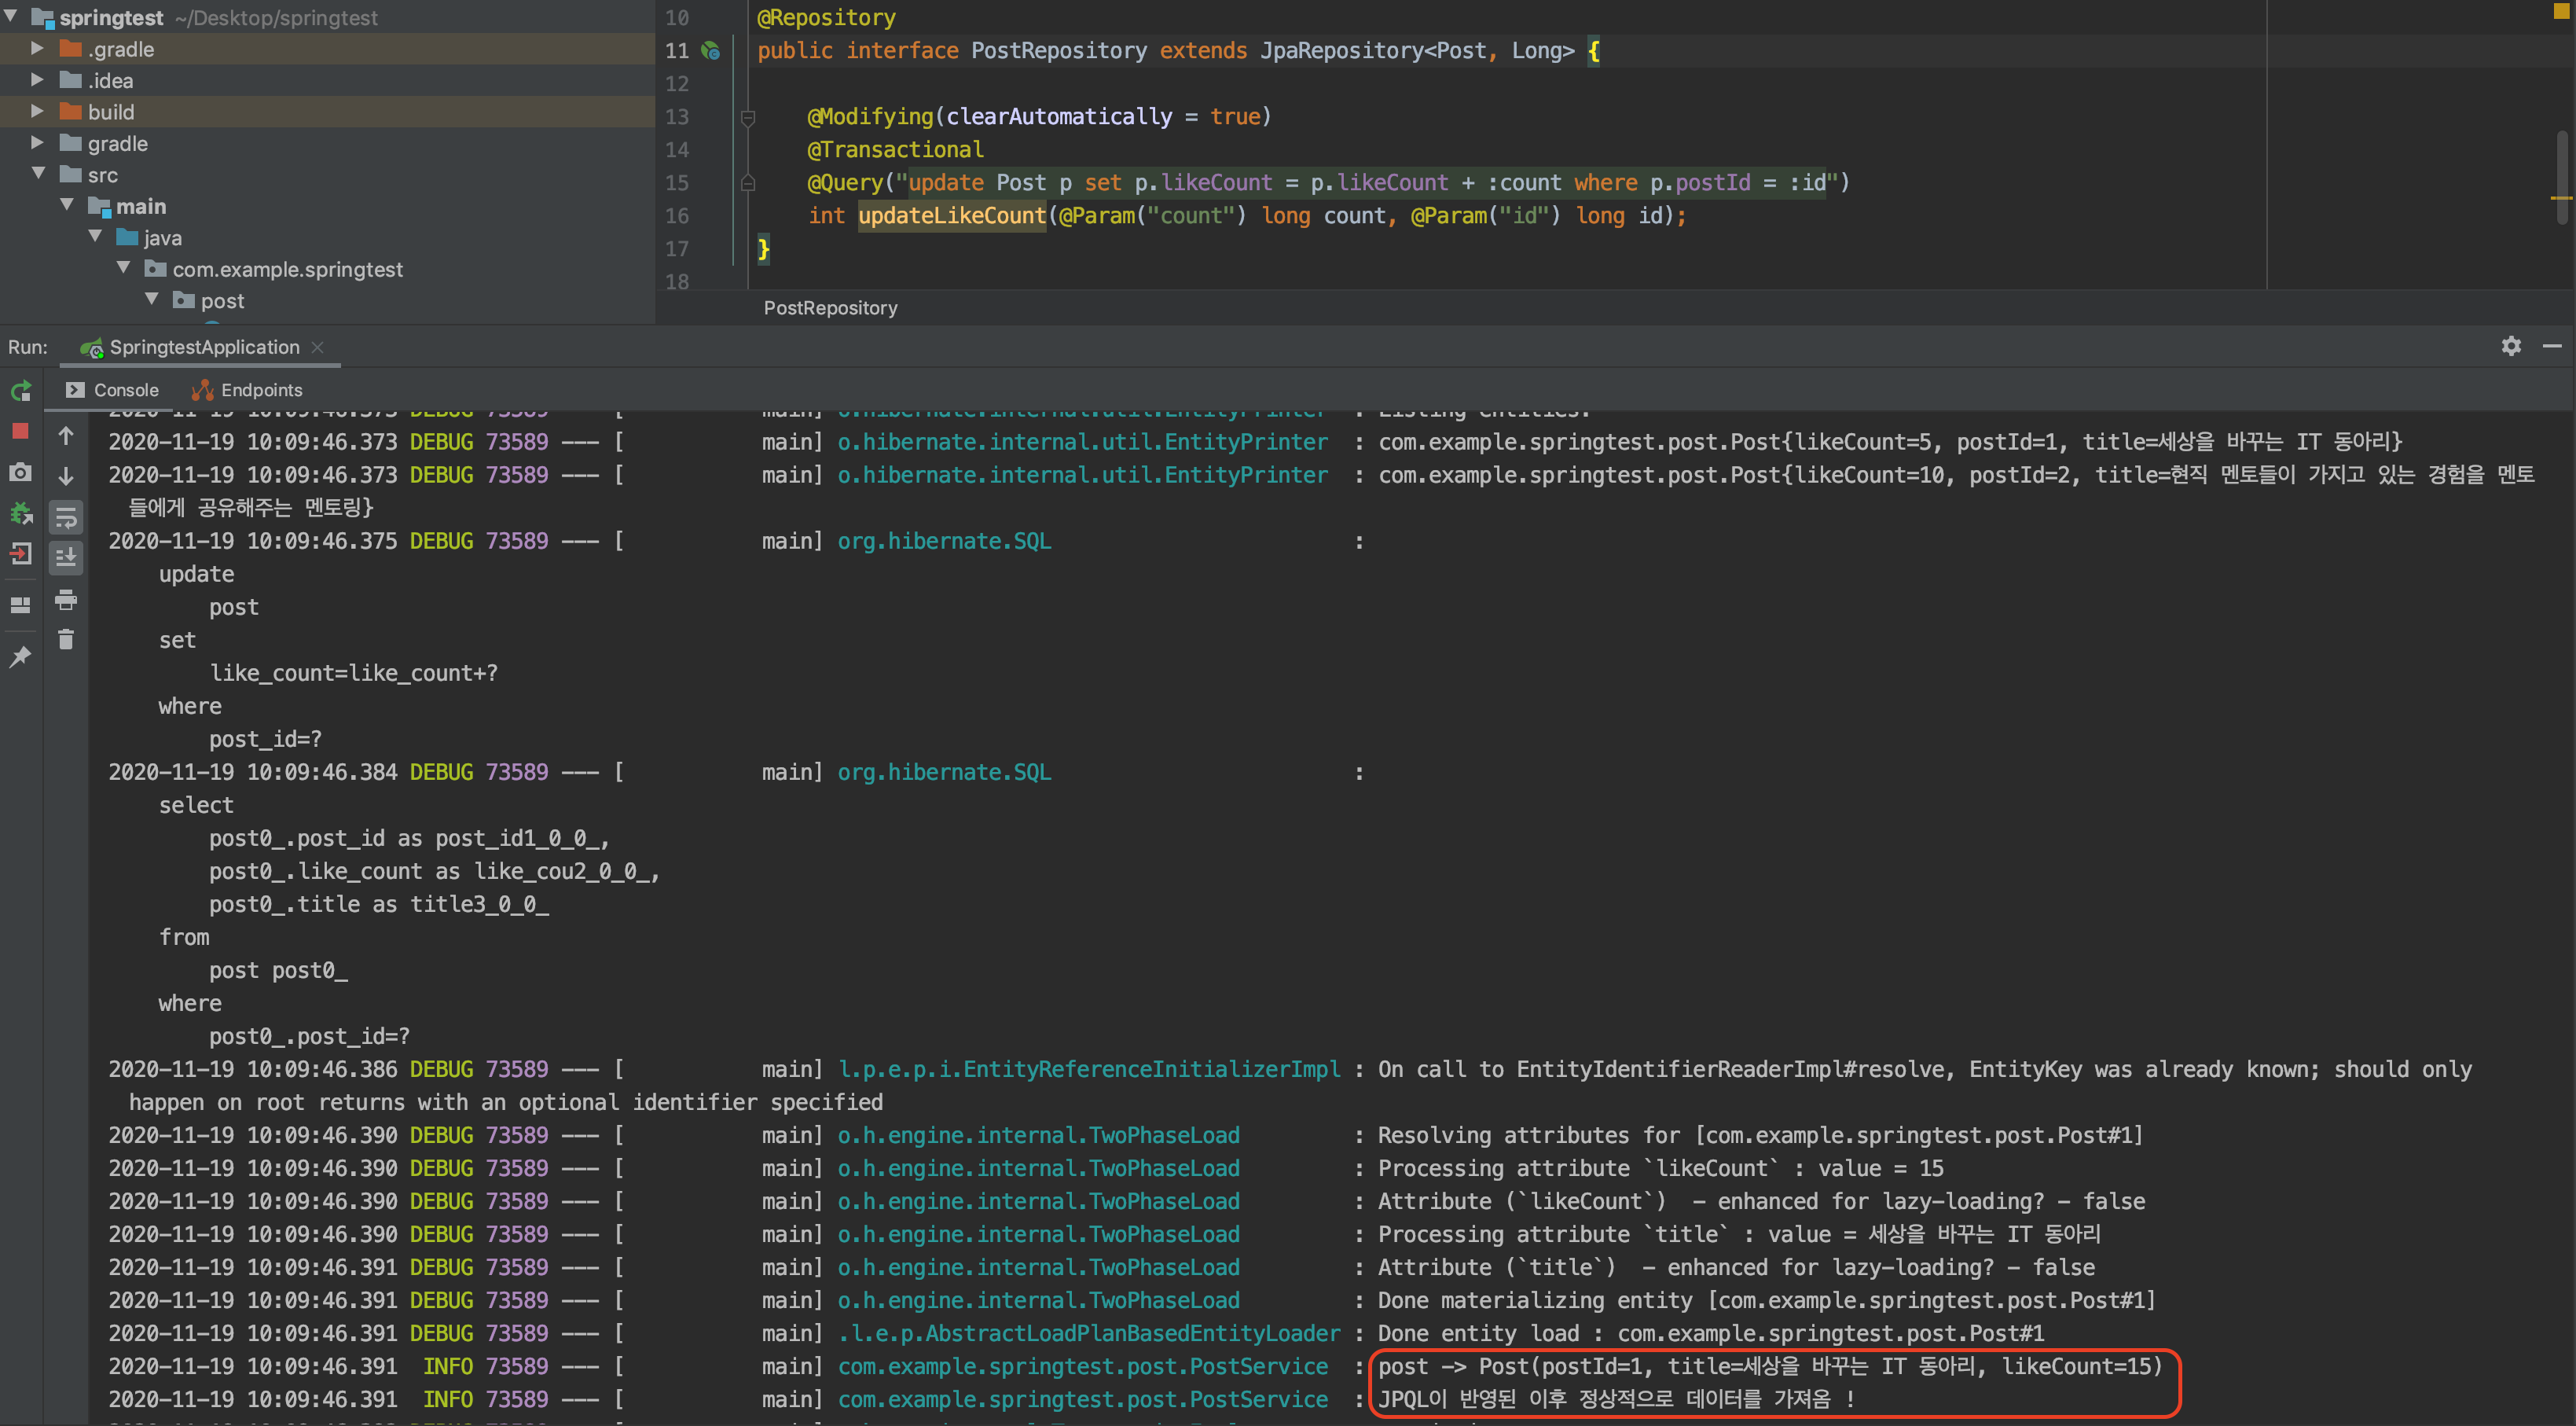 springtest ~/Desktop/springtest
.gradle
.idea
build
gradle
src
main
java
com.example.springtest
post
10 @Repository
11 public interface PostRepository extends JpaRepository<Post, Long> {
12
13 @Modifying(clearAutomatically = true)
14 @Transactional
15 @Query("update Post p set p.likeCount = p.likeCount + :count where p.postId = :id")
16 int updateLikeCount(@Param("count") long count, @Param("id") long id);
17 }
18
PostRepository
Run: SpringtestApplication
Console Endpoints
2020-11-19 10:09:46.373 DEBUG 73589 --- [ main] o.hibernate.internal.util.EntityPrinter : Listing entities:
2020-11-19 10:09:46.373 DEBUG 73589 --- [ main] o.hibernate.internal.util.EntityPrinter : com.example.springtest.post.Post{likeCount=5, postId=1, title=세상을 바꾸는 IT 동아리}
2020-11-19 10:09:46.373 DEBUG 73589 --- [ main] o.hibernate.internal.util.EntityPrinter : com.example.springtest.post.Post{likeCount=10, postId=2, title=현직 멘토들이 가지고 있는 경험을 멘토
들에게 공유해주는 멘토링}
2020-11-19 10:09:46.375 DEBUG 73589 --- [ main] org.hibernate.SQL :
update
post
set
like_count=like_count+?
where
post_id=?
2020-11-19 10:09:46.384 DEBUG 73589 --- [ main] org.hibernate.SQL :
select
post0_.post_id as post_id1_0_0_,
post0_.like_count as like_cou2_0_0_,
post0_.title as title3_0_0_
from
post post0_
where
post0_.post_id=?
2020-11-19 10:09:46.386 DEBUG 73589 --- [ main] l.p.e.p.i.EntityReferenceInitializerImpl : On call to EntityIdentifierReaderImpl#resolve, EntityKey was already known; should only
happen on root returns with an optional identifier specified
2020-11-19 10:09:46.390 DEBUG 73589 --- [ main] o.h.engine.internal.TwoPhaseLoad : Resolving attributes for [com.example.springtest.post.Post#1]
2020-11-19 10:09:46.390 DEBUG 73589 --- [ main] o.h.engine.internal.TwoPhaseLoad : Processing attribute `likeCount` : value = 15
2020-11-19 10:09:46.390 DEBUG 73589 --- [ main] o.h.engine.internal.TwoPhaseLoad : Attribute (`likeCount`)  - enhanced for lazy-loading? - false
2020-11-19 10:09:46.390 DEBUG 73589 --- [ main] o.h.engine.internal.TwoPhaseLoad : Processing attribute `title` : value = 세상을 바꾸는 IT 동아리
2020-11-19 10:09:46.391 DEBUG 73589 --- [ main] o.h.engine.internal.TwoPhaseLoad : Attribute (`title`)  - enhanced for lazy-loading? - false
2020-11-19 10:09:46.391 DEBUG 73589 --- [ main] o.h.engine.internal.TwoPhaseLoad : Done materializing entity [com.example.springtest.post.Post#1]
2020-11-19 10:09:46.391 DEBUG 73589 --- [ main] .l.e.p.AbstractLoadPlanBasedEntityLoader : Done entity load : com.example.springtest.post.Post#1
2020-11-19 10:09:46.391 INFO 73589 --- [ main] com.example.springtest.post.PostService : post -> Post(postId=1, title=세상을 바꾸는 IT 동아리, likeCount=15)
2020-11-19 10:09:46.391 INFO 73589 --- [ main] com.example.springtest.post.PostService : JPQL이 반영된 이후 정상적으로 데이터를 가져옴 !